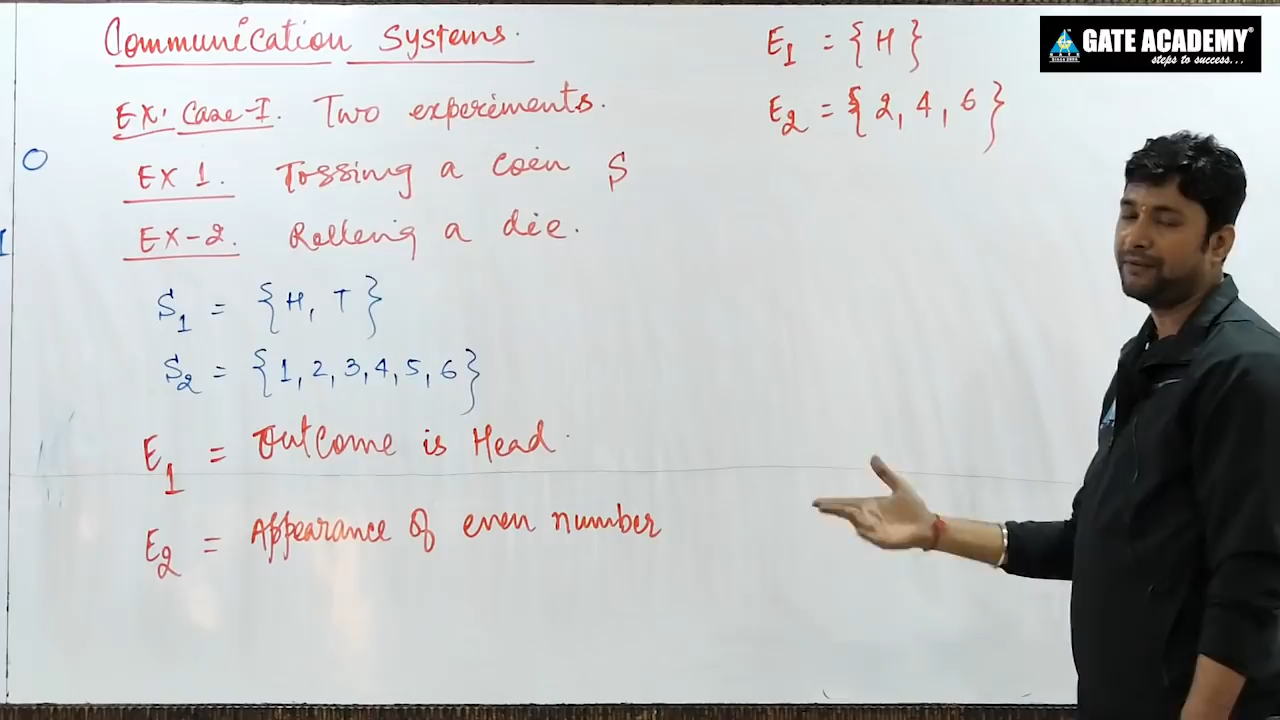 Communication Systems.
Ex: Case-I. Two experiments.
EX 1. Tossing a coin S
EX-2. Rolling a die.
S1 = {H, T}
S2 = {1, 2, 3, 4, 5, 6}
E1 = Outcome is Head.
E2 = Appearance of even number
E1 = {H}
E2 = {2, 4, 6}
GATE ACADEMY
steps to success...